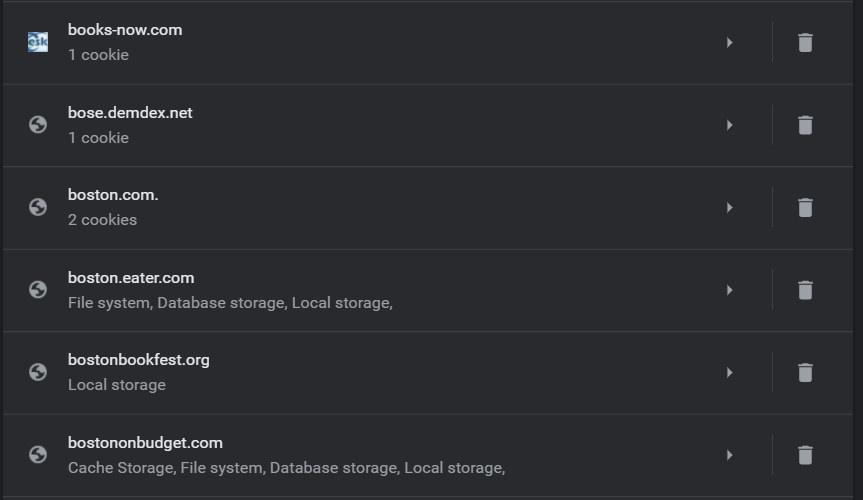 esk
books-now.com
1 cookie
bose.demdex.net
1 cookie
boston.com.
2 cookies
boston.eater.com
File system, Database storage, Local storage,
bostonbookfest.org
Local storage
bostononbudget.com
Cache Storage, File system, Database storage, Local storage,